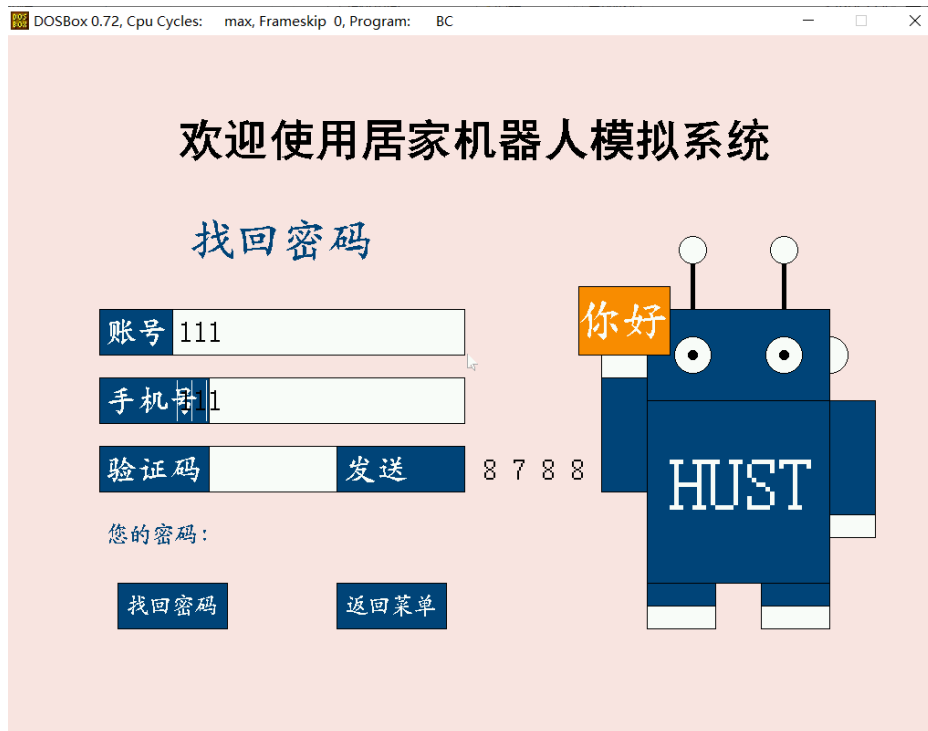 DOSBox 0.72, Cpu Cycles: max, Frameskip 0, Program: BC
欢迎使用居家机器人模拟系统
找回密码
你好
账号 111
手机号 111
验证码 发送 8 7 8 8
HUST
您的密码:
找回密码 返回菜单